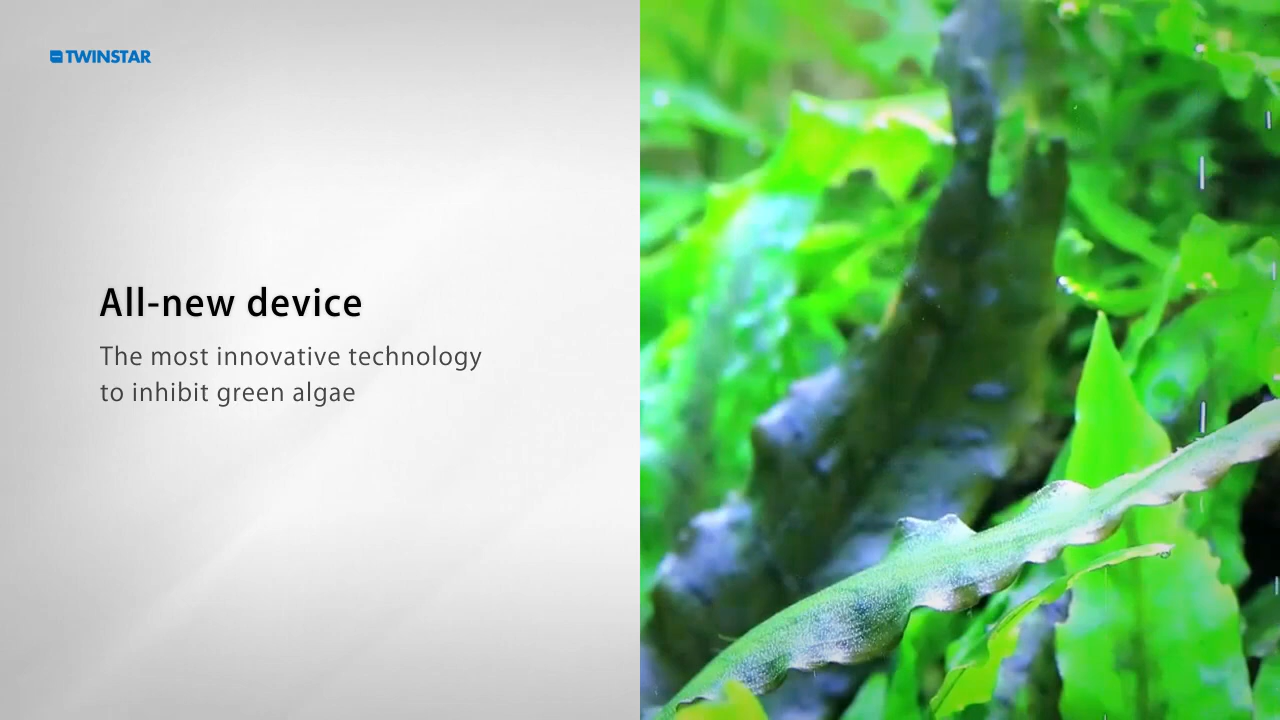 TWINSTAR
All-new device
The most innovative technology
to inhibit green algae